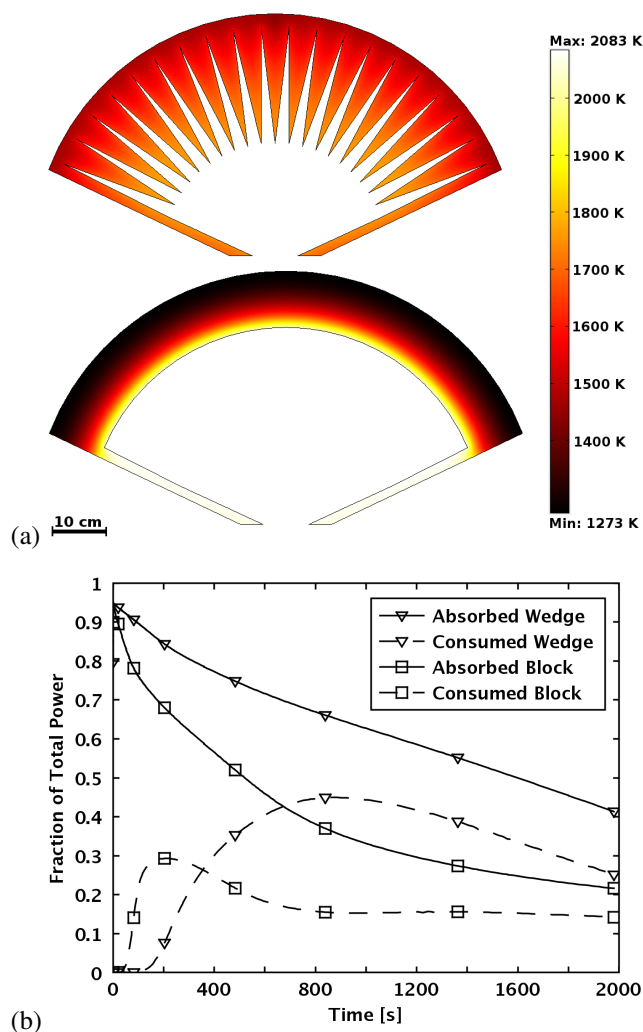 Max: 2083 K
2000 K
1900 K
1800 K
1700 K
1600 K
1500 K
1400 K
Min: 1273 K
10 cm
(a)
1
0.9
0.8
0.7
0.6
0.5
0.4
0.3
0.2
0.1
0
Fraction of Total Power
Absorbed Wedge
Consumed Wedge
Absorbed Block
Consumed Block
0
400
800
1200
1600
2000
Time [s]
(b)